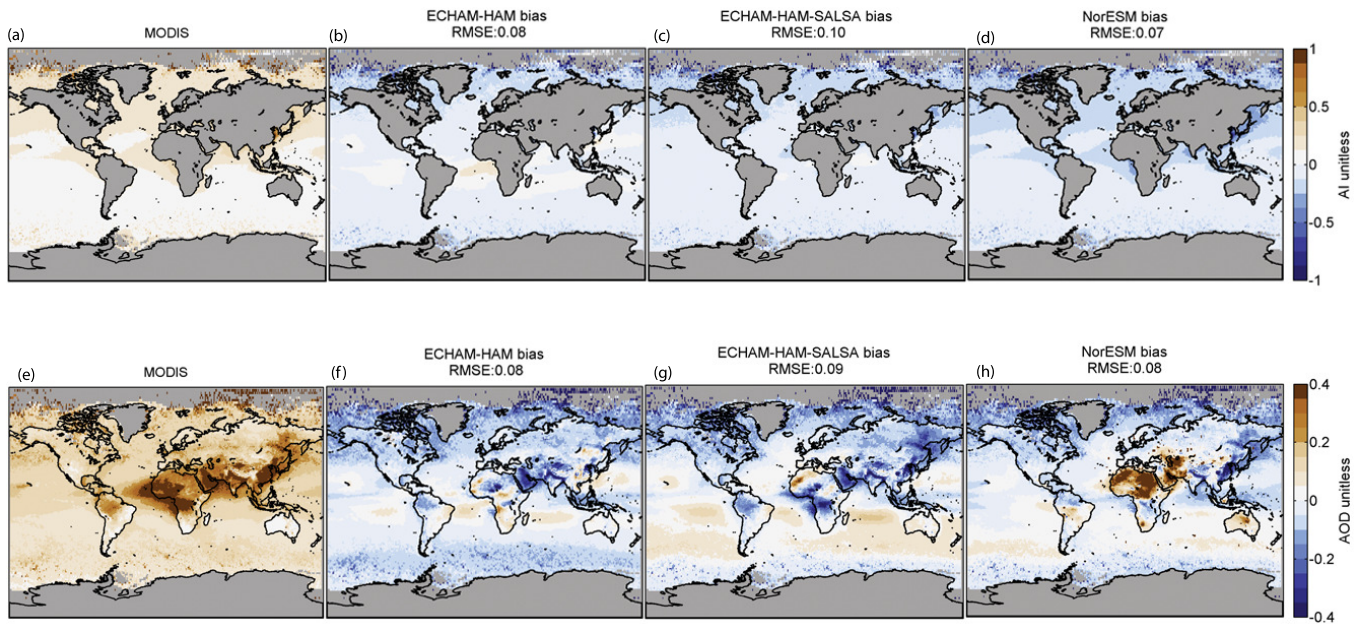 (a)
MODIS
(b)
ECHAM-HAM bias
RMSE:0.08
(c)
ECHAM-HAM-SALSA bias
RMSE:0.10
(d)
NorESM bias
RMSE:0.07
1
0.5
0
-0.5
-1
AI unitless
(e)
MODIS
(f)
ECHAM-HAM bias
RMSE:0.08
(g)
ECHAM-HAM-SALSA bias
RMSE:0.09
(h)
NorESM bias
RMSE:0.08
0.4
0.2
0
-0.2
-0.4
AOD unitless